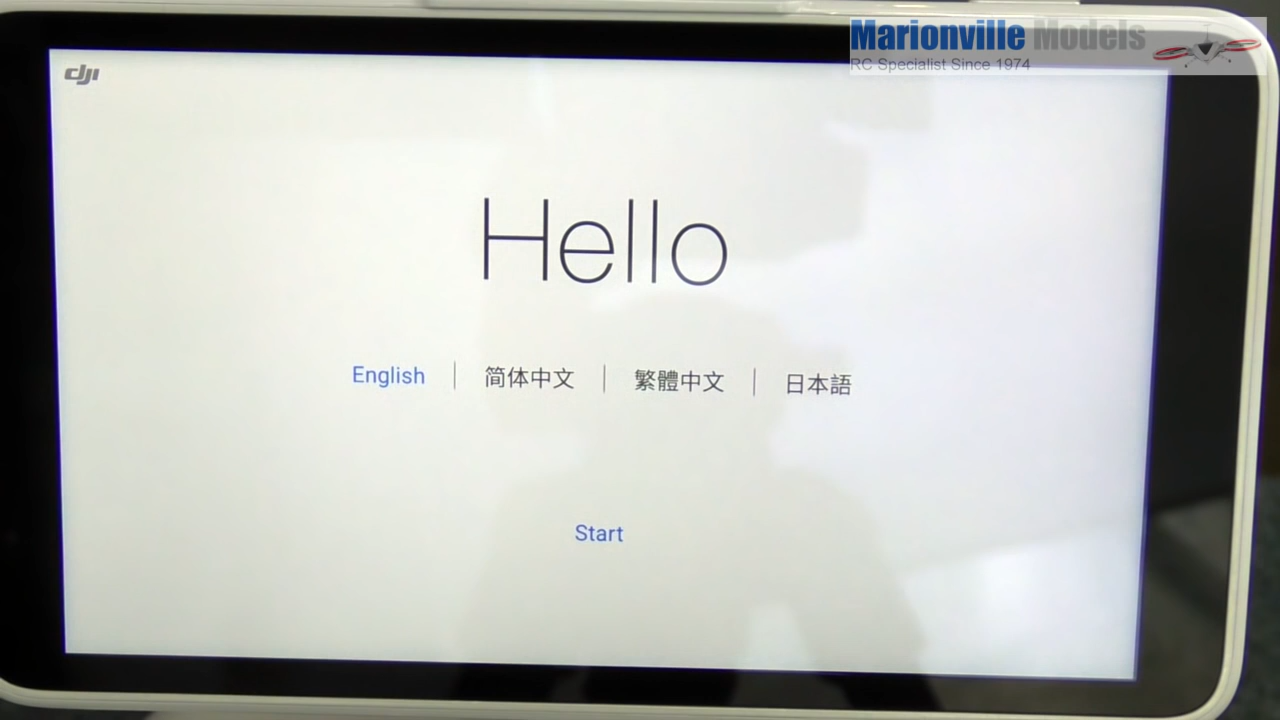 Marionville Models
RC Specialist Since 1974
dji
Hello
English | 简体中文 | 繁體中文 | 日本語
Start